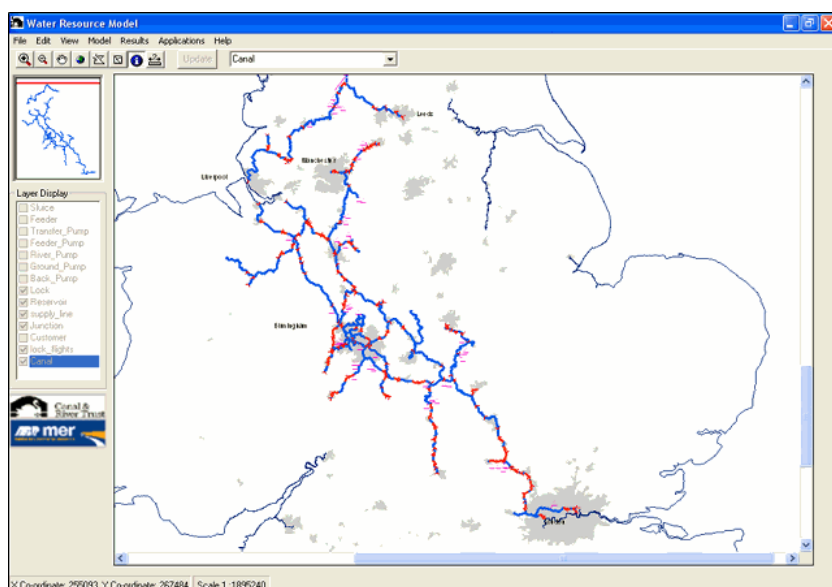 Water Resource Model
File Edit View Model Results Applications Help
Update Canal
Layer Display
Sluice
Feeder
Transfer_Pump
Feeder_Pump
River_Pump
Ground_Pump
Back_Pump
Lock
Reservoir
supply_line
Junction
Customer
lock_flights
Canal
Canal &
River Trust
mer
Leeds
Manchester
Liverpool
Birmingham
X Co-ordinate: 255093 Y Co-ordinate: 267484 Scale 1:1895240